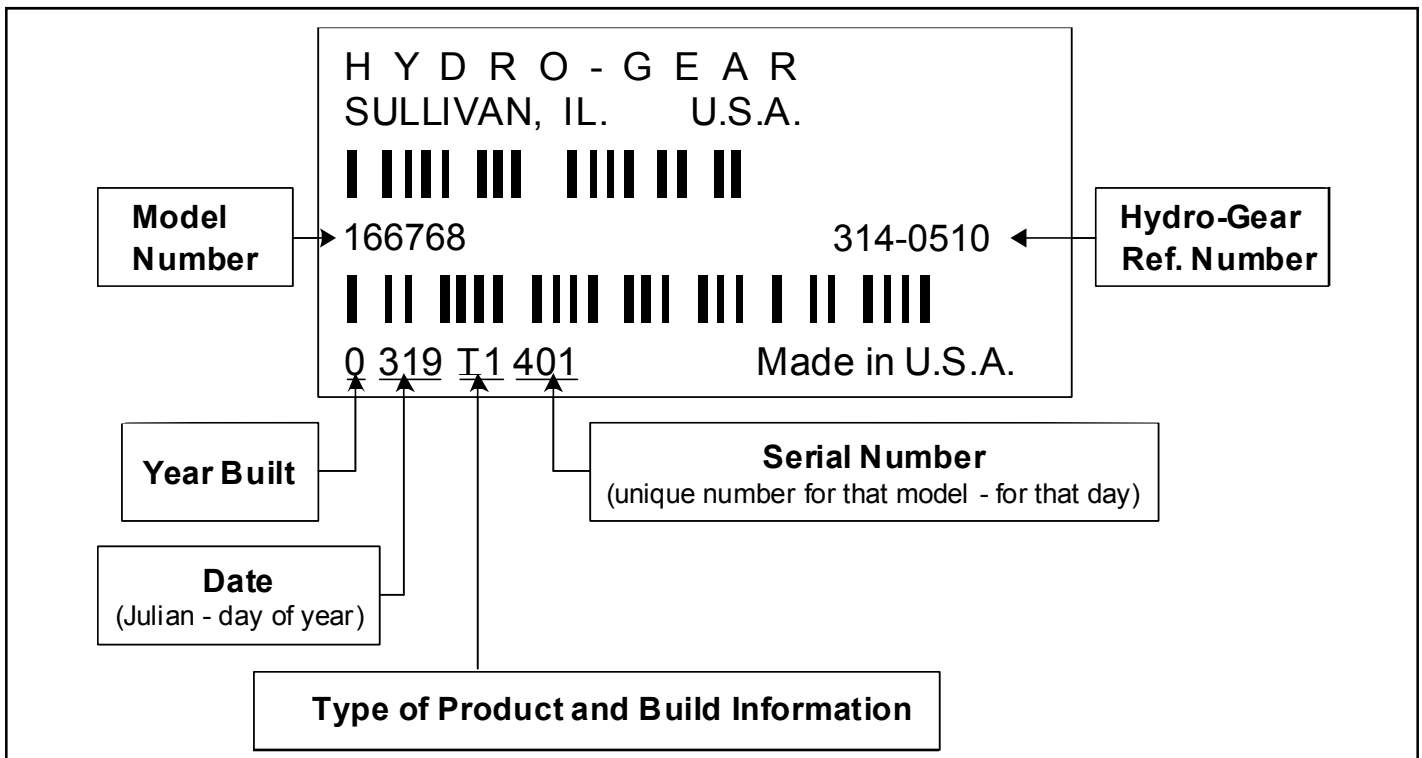 HYDRO-GEAR
SULLIVAN, IL. U.S.A.
Model
Number
166768
314-0510
Hydro-Gear
Ref. Number
0 319 T1 401
Made in U.S.A.
Year Built
Serial Number
(unique number for that model - for that day)
Date
(Julian - day of year)
Type of Product and Build Information